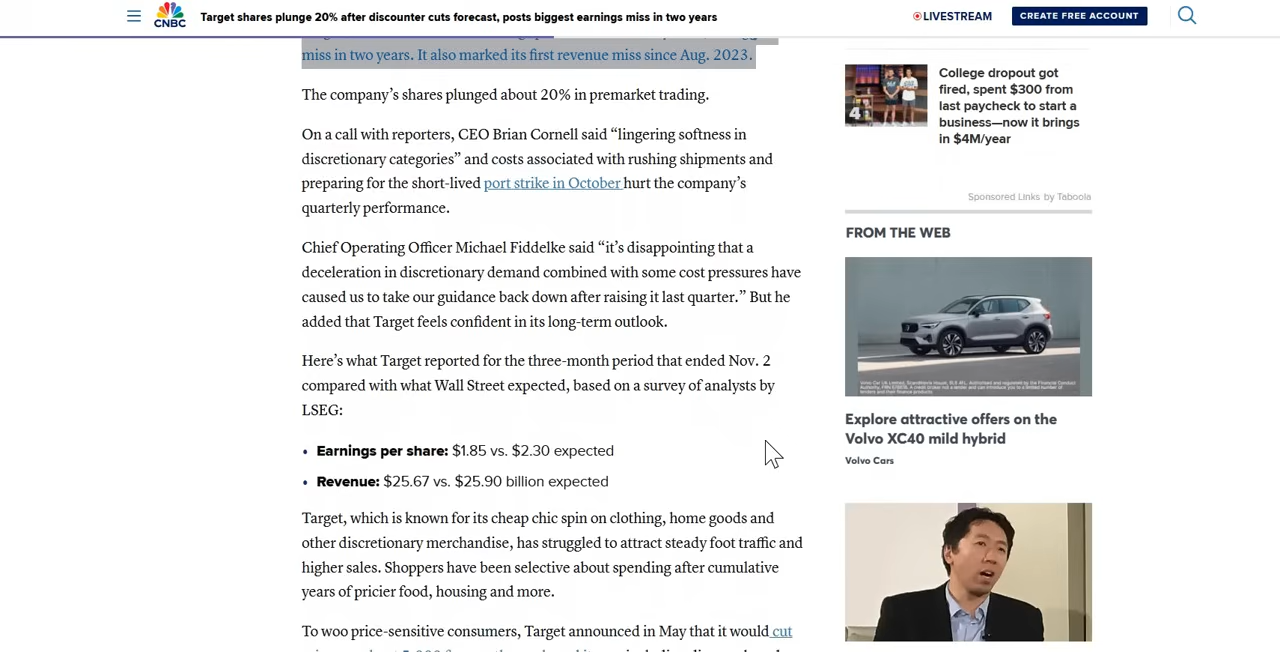 CNBC
Target shares plunge 20% after discounter cuts forecast, posts biggest earnings miss in two years
LIVESTREAM
CREATE FREE ACCOUNT
miss in two years. It also marked its first revenue miss since Aug. 2023.
The company’s shares plunged about 20% in premarket trading.
On a call with reporters, CEO Brian Cornell said “lingering softness in
discretionary categories” and costs associated with rushing shipments and
preparing for the short-lived port strike in October hurt the company’s
quarterly performance.
Chief Operating Officer Michael Fiddelke said “it’s disappointing that a
deceleration in discretionary demand combined with some cost pressures have
caused us to take our guidance back down after raising it last quarter.” But he
added that Target feels confident in its long-term outlook.
Here’s what Target reported for the three-month period that ended Nov. 2
compared with what Wall Street expected, based on a survey of analysts by
LSEG:
• Earnings per share: $1.85 vs. $2.30 expected
• Revenue: $25.67 vs. $25.90 billion expected
Target, which is known for its cheap chic spin on clothing, home goods and
other discretionary merchandise, has struggled to attract steady foot traffic and
higher sales. Shoppers have been selective about spending after cumulative
years of pricier food, housing and more.
To woo price-sensitive consumers, Target announced in May that it would cut
4
College dropout got
fired, spent $300 from
last paycheck to start a
business—now it brings
in $4M/year
Sponsored Links by Taboola
FROM THE WEB
Explore attractive offers on the
Volvo XC40 mild hybrid
Volvo Cars